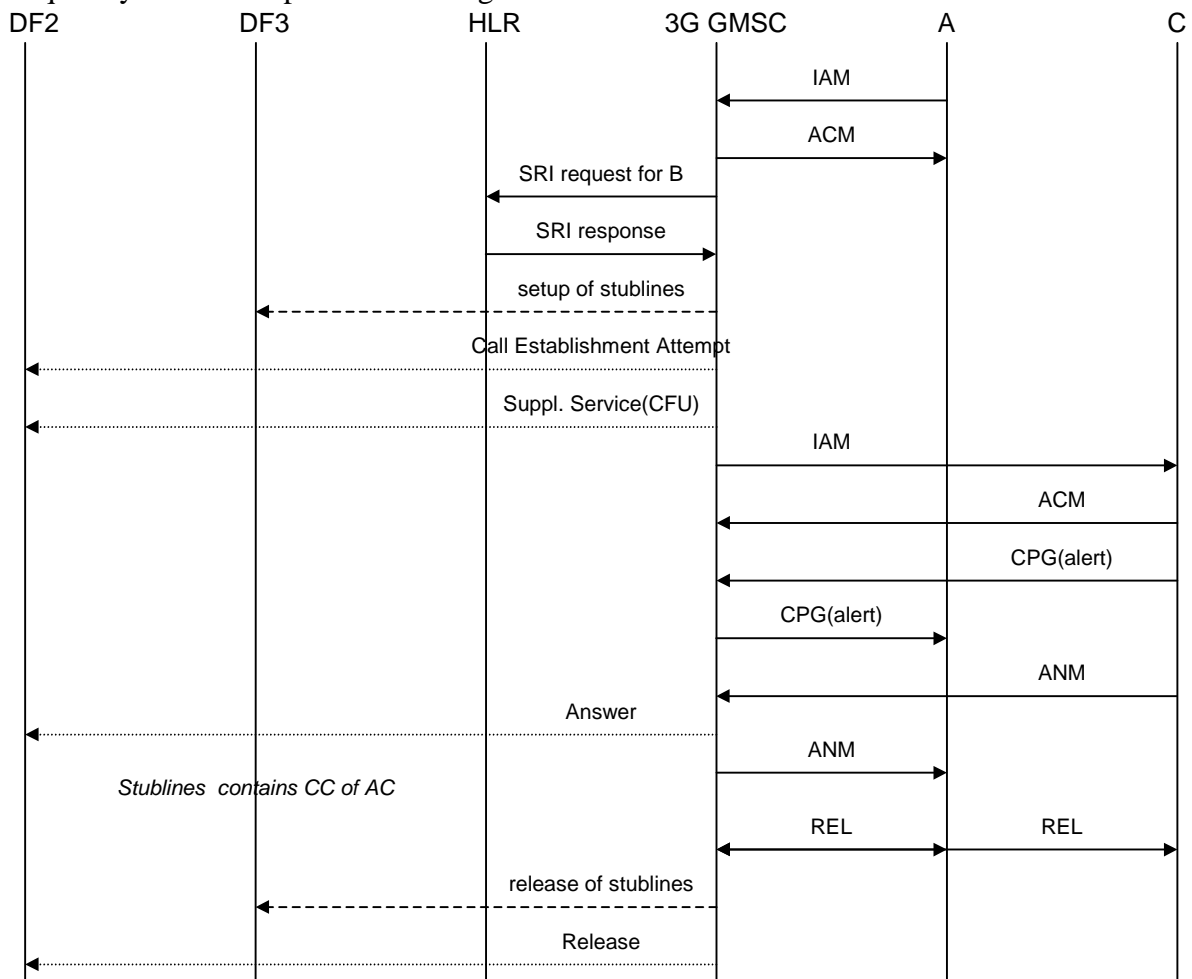 DF2 DF3 HLR 3G GMSC A C
IAM
ACM
SRI request for B
SRI response
setup of stublines
Call Establishment Attempt
Suppl. Service(CFU)
IAM
ACM
CPG(alert)
CPG(alert)
ANM
Answer
ANM
Stublines contains CC of AC
REL REL
release of stublines
Release